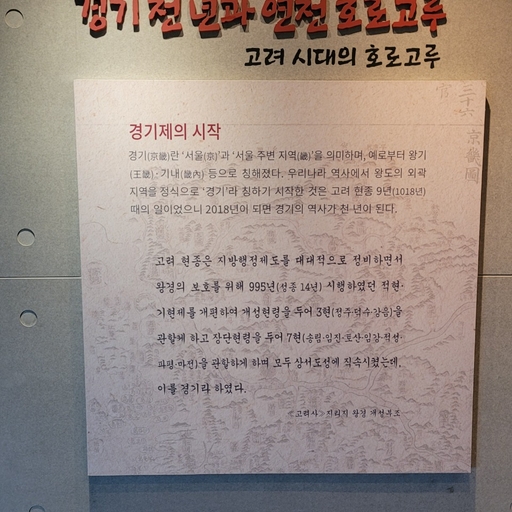 경기 천 년과 연천 호로고루
고려 시대의 호로고루
경기제의 시작
경기(京畿)란 '서울(京)'과 '서울 주변 지역(畿)'을 의미하며, 예로부터 왕기
(王畿)·기내(畿內) 등으로 칭해졌다. 우리나라 역사에서 왕도의 외곽
지역을 정식으로 '경기'라 칭하기 시작한 것은 고려 현종 9년(1018년)
때의 일이었으니 2018년이 되면 경기의 역사가 천 년이 된다.
고려 현종은 지방행정제도를 대대적으로 정비하면서
왕경의 보호를 위해 995년(성종 14년) 시행하였던 적현·
기현제를 개편하여 개성현령을 두어 3현(정주·덕수·강음)을
관할케 하고 장단현령을 두어 7현(송림·임진·토산·임강·적성·
파평·마전)을 관할하게 하며 모두 상서도성에 직속시켰는데,
이를 경기라 하였다.
《고려사》 지리지 왕경 개성부조
三十六
京畿圖